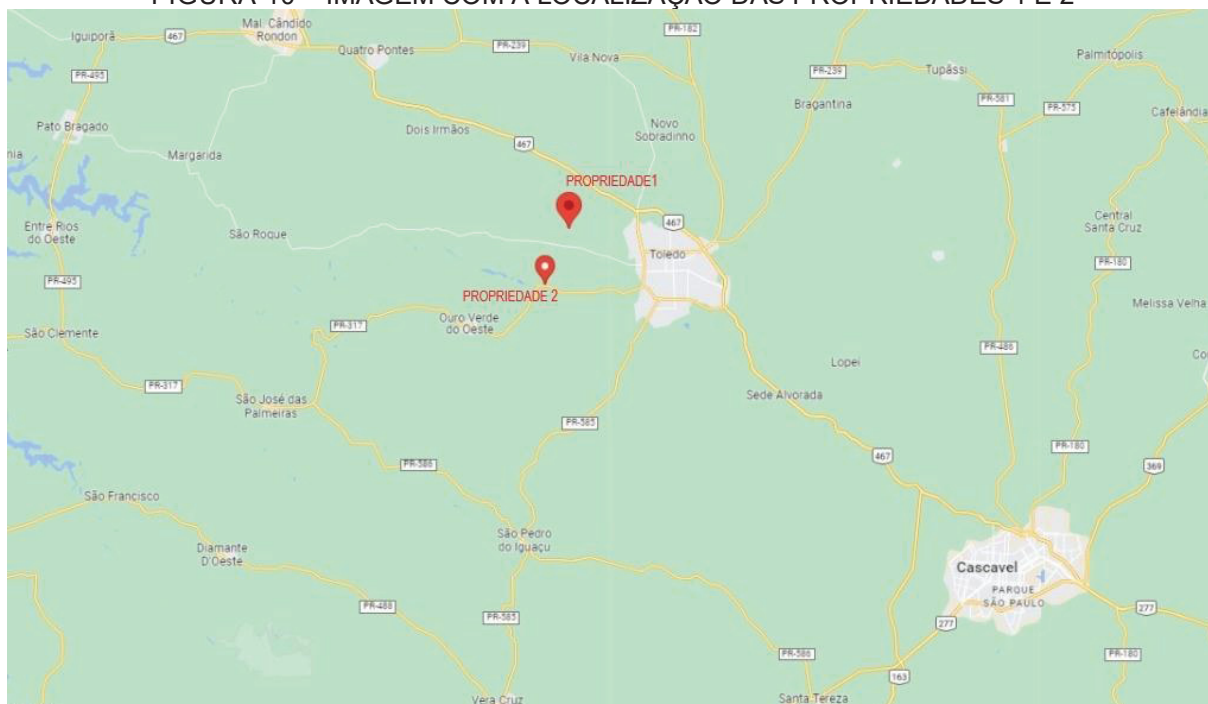 Mal. Cândido
Rondon
Iguiporã
467
Quatro Pontes
PR-239
Vila Nova
PR-182
PR-495
PR-239
Tupãssi
Palmitópolis
Bragantina
PR-581
PR-575
Cafelândia
Pato Bragado
Dois Irmãos
Novo
Sobradinho
467
Margarida
PROPRIEDADE1
Entre Rios
do Oeste
São Roque
467
Toledo
Central
Santa Cruz
PR-180
PR-495
PROPRIEDADE 2
Melissa Velha
Ouro Verde
do Oeste
PR-317
São Clemente
PR-486
Lopei
PR-317
São José das
Palmeiras
Sede Alvorada
PR-585
PR-180
467
369
PR-586
São Francisco
São Pedro
do Iguaçu
Diamante
D'Oeste
Cascavel
PARQUE
SÃO PAULO
PR-488
PR-585
277
277
PR-586
PR-180
163
Vera Cruz
Santa Tereza